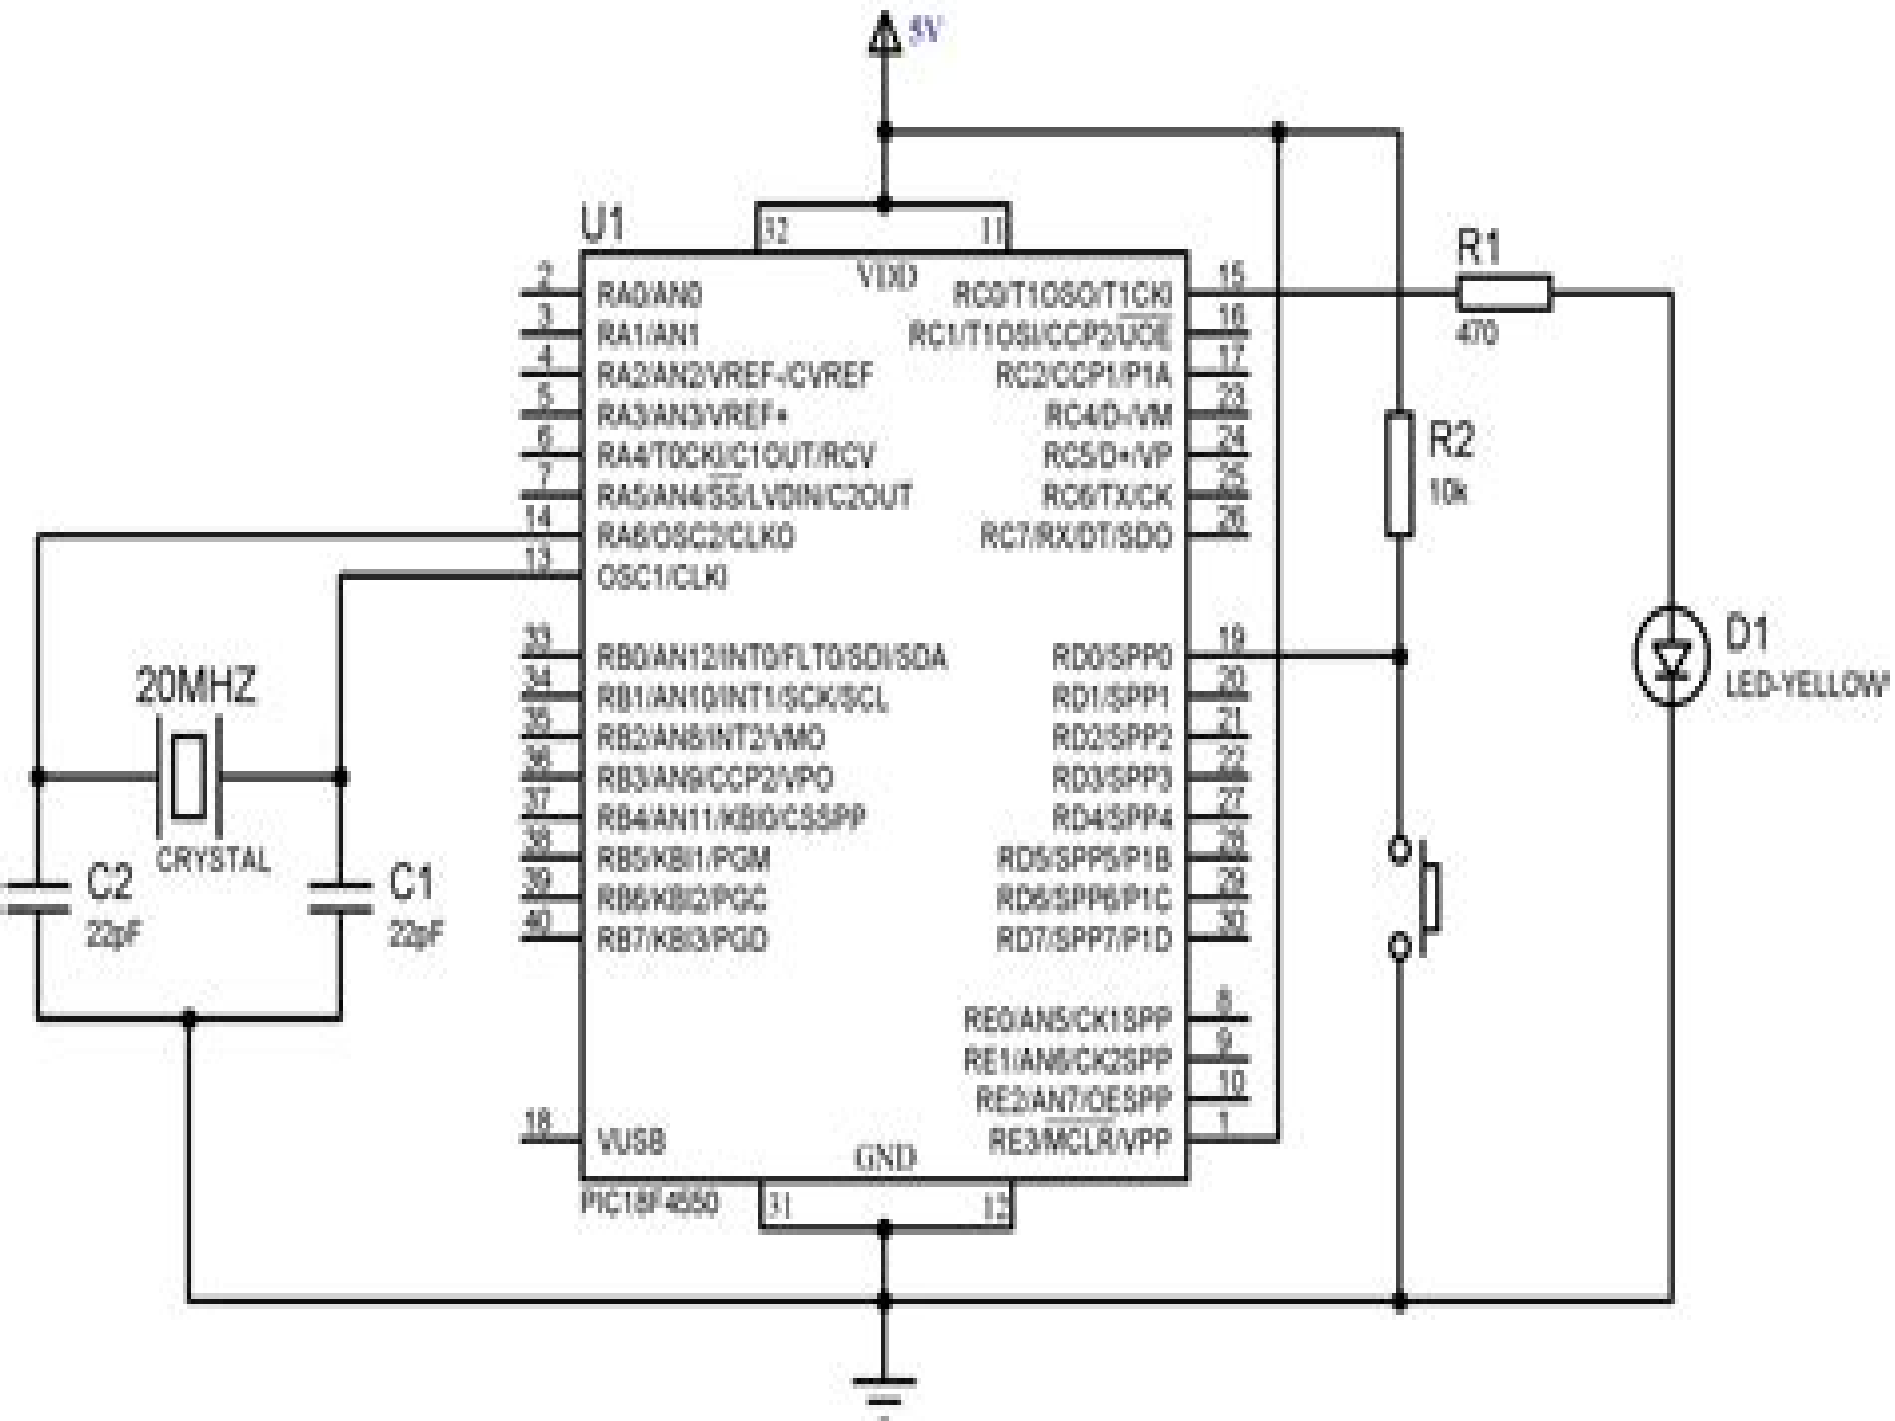 5V
U1
32
11
VDD
2
RA0/AN0
3
RA1/AN1
4
RA2/AN2/VREF-/CVREF
5
RA3/AN3/VREF+
6
RA4/T0CKI/C1OUT/RCV
7
RA5/AN4/SS/LVDIN/C2OUT
14
RA6/OSC2/CLKO
13
OSC1/CLKI
33
RB0/AN12/INT0/FLT0/SDI/SDA
34
RB1/AN10/INT1/SCK/SCL
35
RB2/AN8/INT2/VMO
36
RB3/AN9/CCP2/VPO
37
RB4/AN11/KBI0/CSSPP
38
RB5/KBI1/PGM
39
RB6/KBI2/PGC
40
RB7/KBI3/PGD
18
VUSB
RC0/T1OSO/T1CKI
15
RC1/T1OSI/CCP2/UOE
16
RC2/CCP1/P1A
17
RC4/D-/VM
23
RC5/D+/VP
24
RC6/TX/CK
25
RC7/RX/DT/SDO
26
RD0/SPP0
19
RD1/SPP1
20
RD2/SPP2
21
RD3/SPP3
22
RD4/SPP4
27
RD5/SPP5/P1B
28
RD6/SPP6/P1C
29
RD7/SPP7/P1D
30
RE0/AN5/CK1SPP
8
RE1/AN6/CK2SPP
9
RE2/AN7/OESPP
10
RE3/MCLR/VPP
1
GND
PIC18F4550
31
12
20MHZ
CRYSTAL
C2
22pF
C1
22pF
R1
470
R2
10k
D1
LED-YELLOW